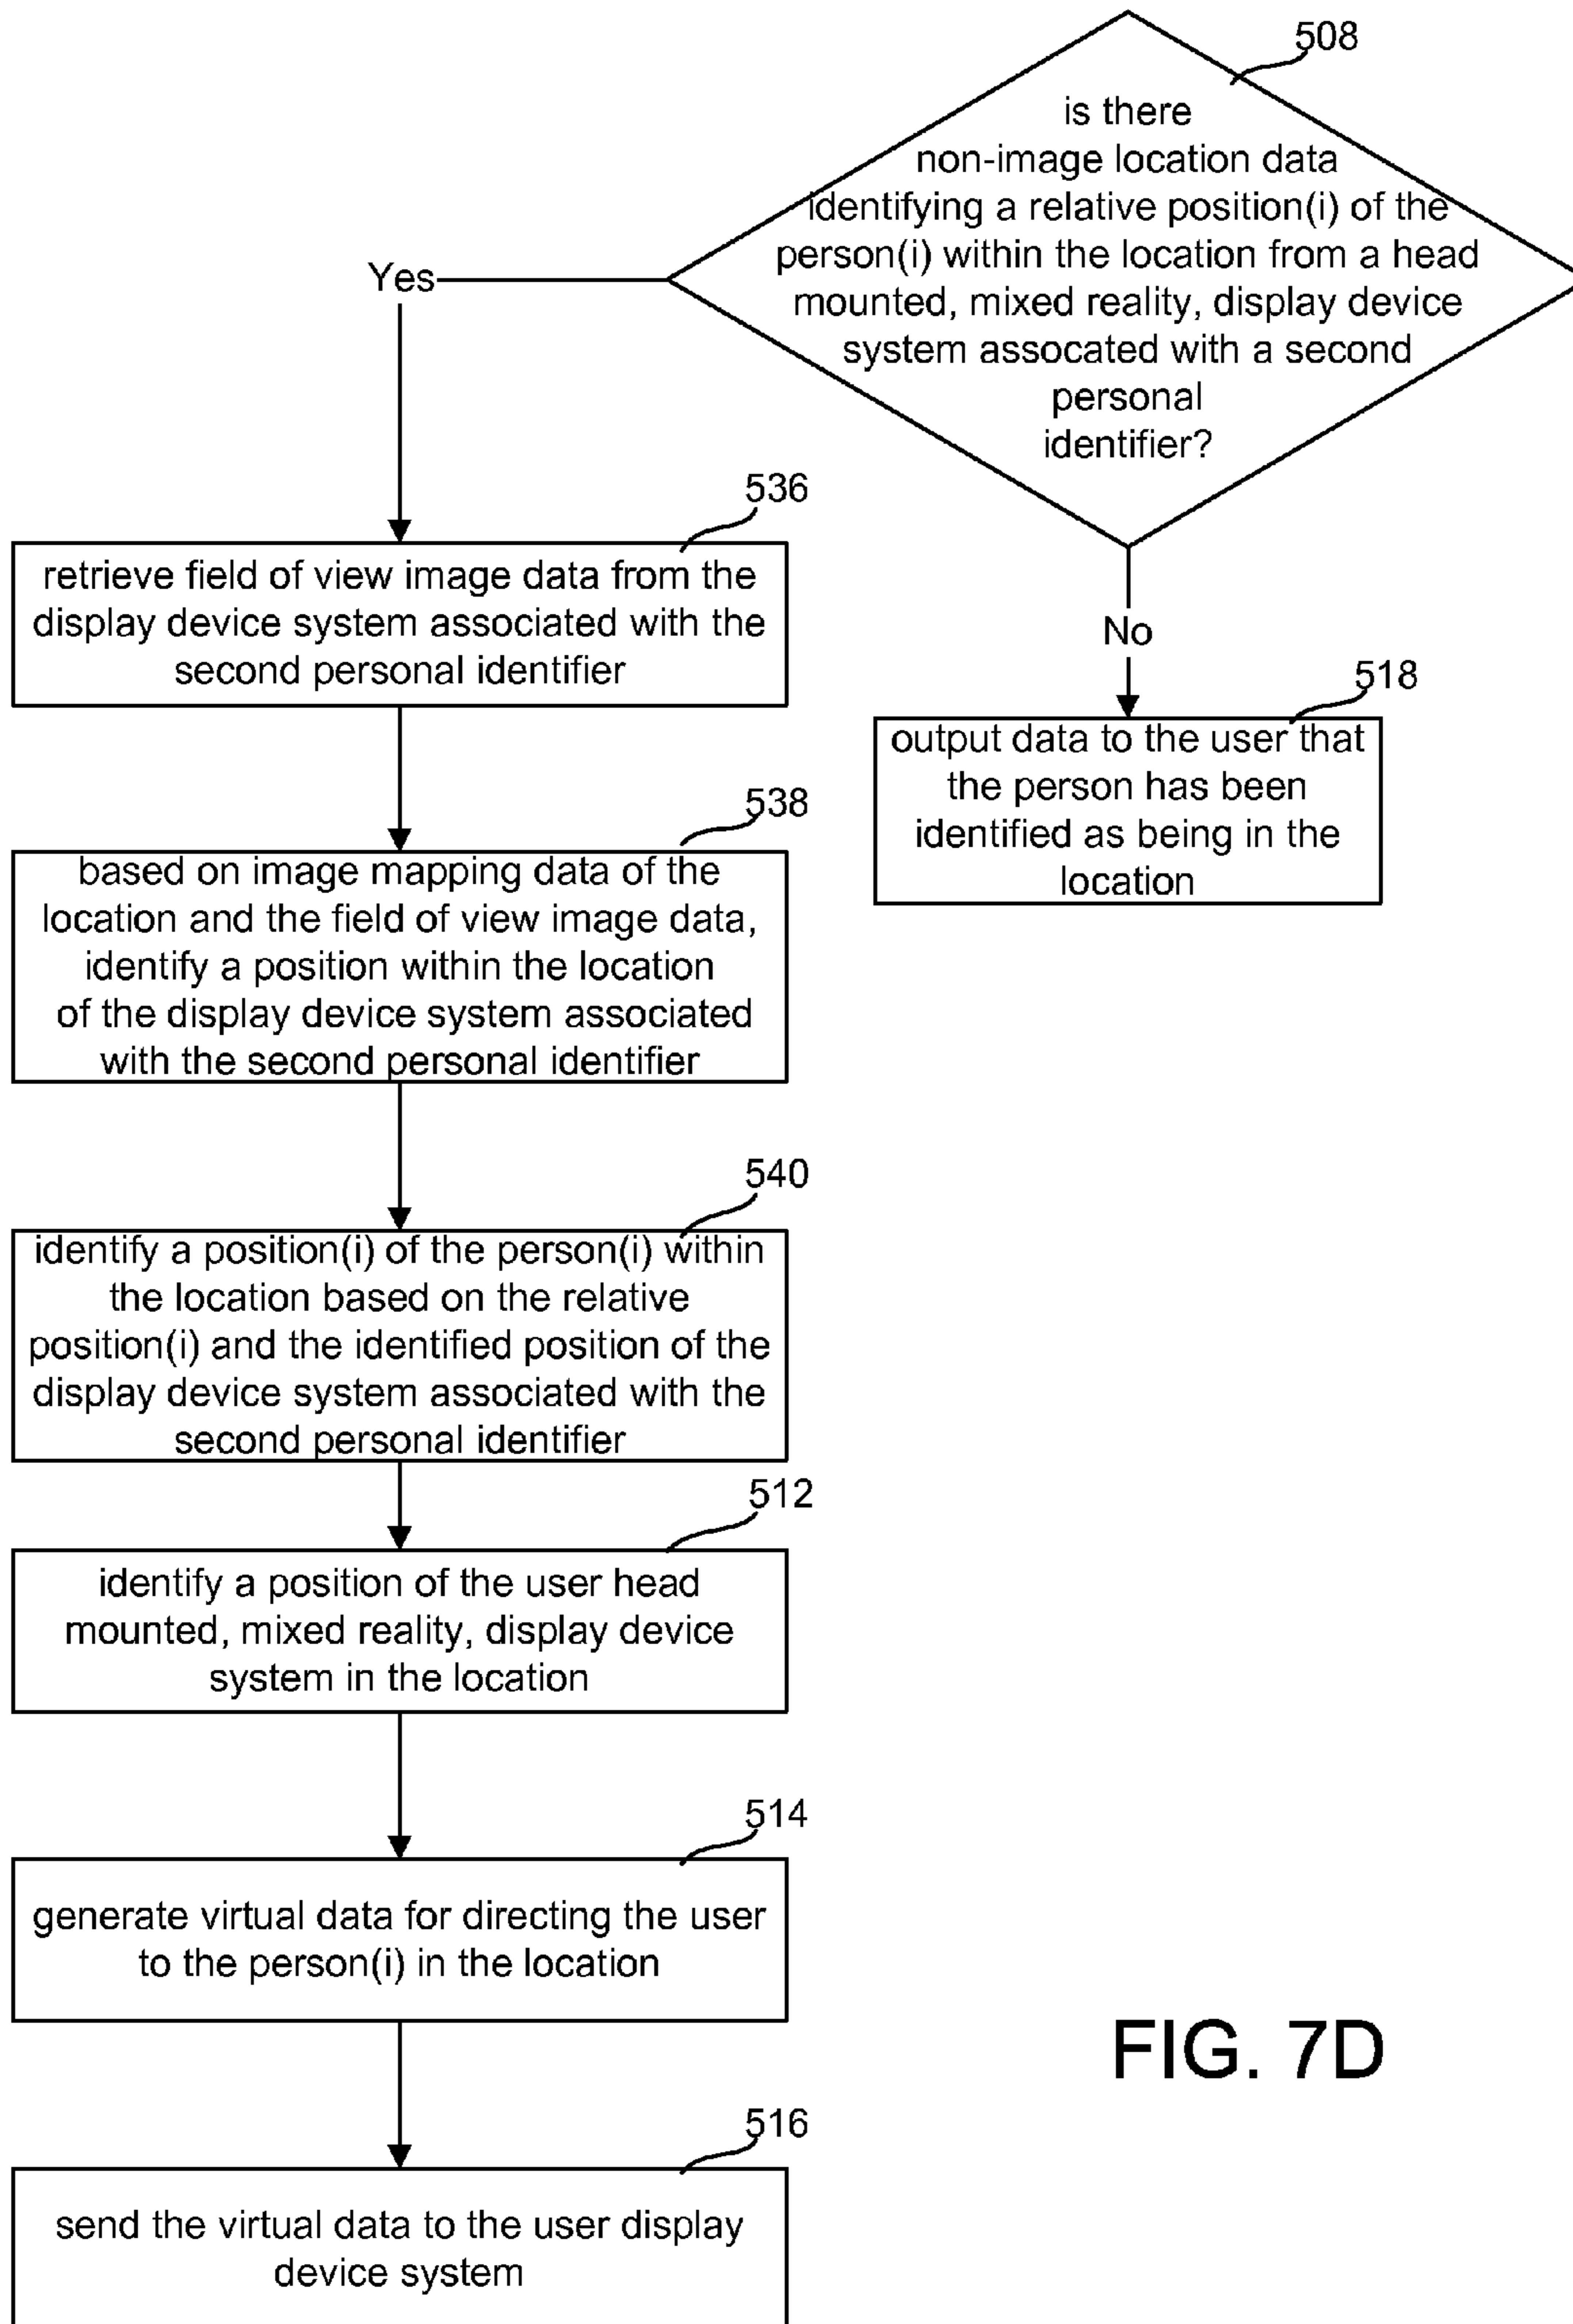 508
is there
non-image location data
identifying a relative position(i) of the
person(i) within the location from a head
mounted, mixed reality, display device
system assocated with a second
personal
identifier?
Yes
No
536
retrieve field of view image data from the
display device system associated with the
second personal identifier
518
output data to the user that
the person has been
identified as being in the
location
538
based on image mapping data of the
location and the field of view image data,
identify a position within the location
of the display device system associated
with the second personal identifier
540
identify a position(i) of the person(i) within
the location based on the relative
position(i) and the identified position of the
display device system associated with the
second personal identifier
512
identify a position of the user head
mounted, mixed reality, display device
system in the location
514
generate virtual data for directing the user
to the person(i) in the location
516
send the virtual data to the user display
device system
FIG. 7D